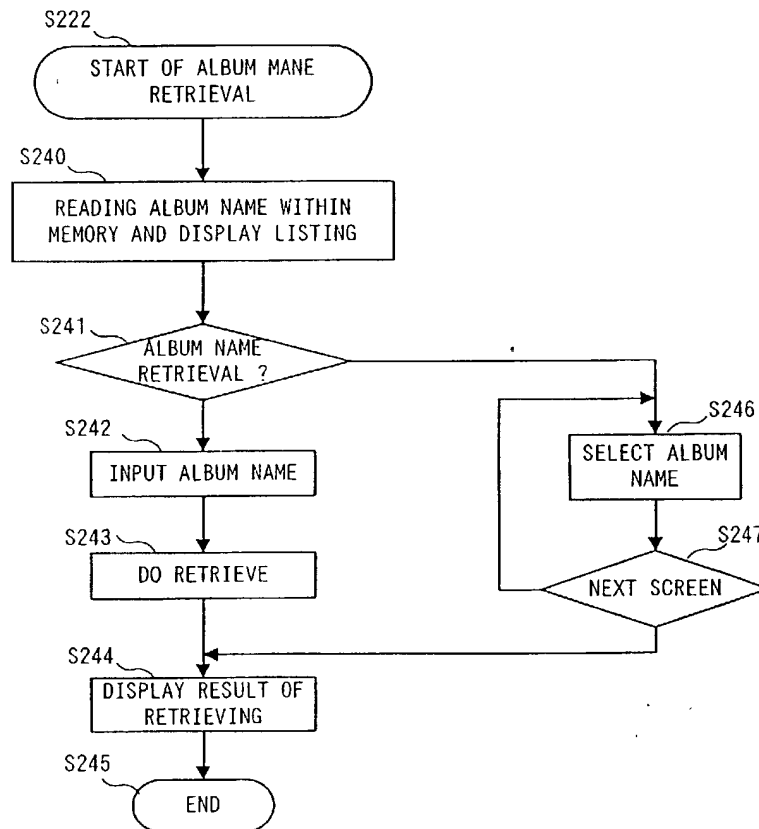 S222
START OF ALBUM MANE
RETRIEVAL
S240
READING ALBUM NAME WITHIN
MEMORY AND DISPLAY LISTING
S241
ALBUM NAME
RETRIEVAL ?
S242
INPUT ALBUM NAME
S243
DO RETRIEVE
S246
SELECT ALBUM
NAME
S247
NEXT SCREEN
S244
DISPLAY RESULT OF
RETRIEVING
S245
END